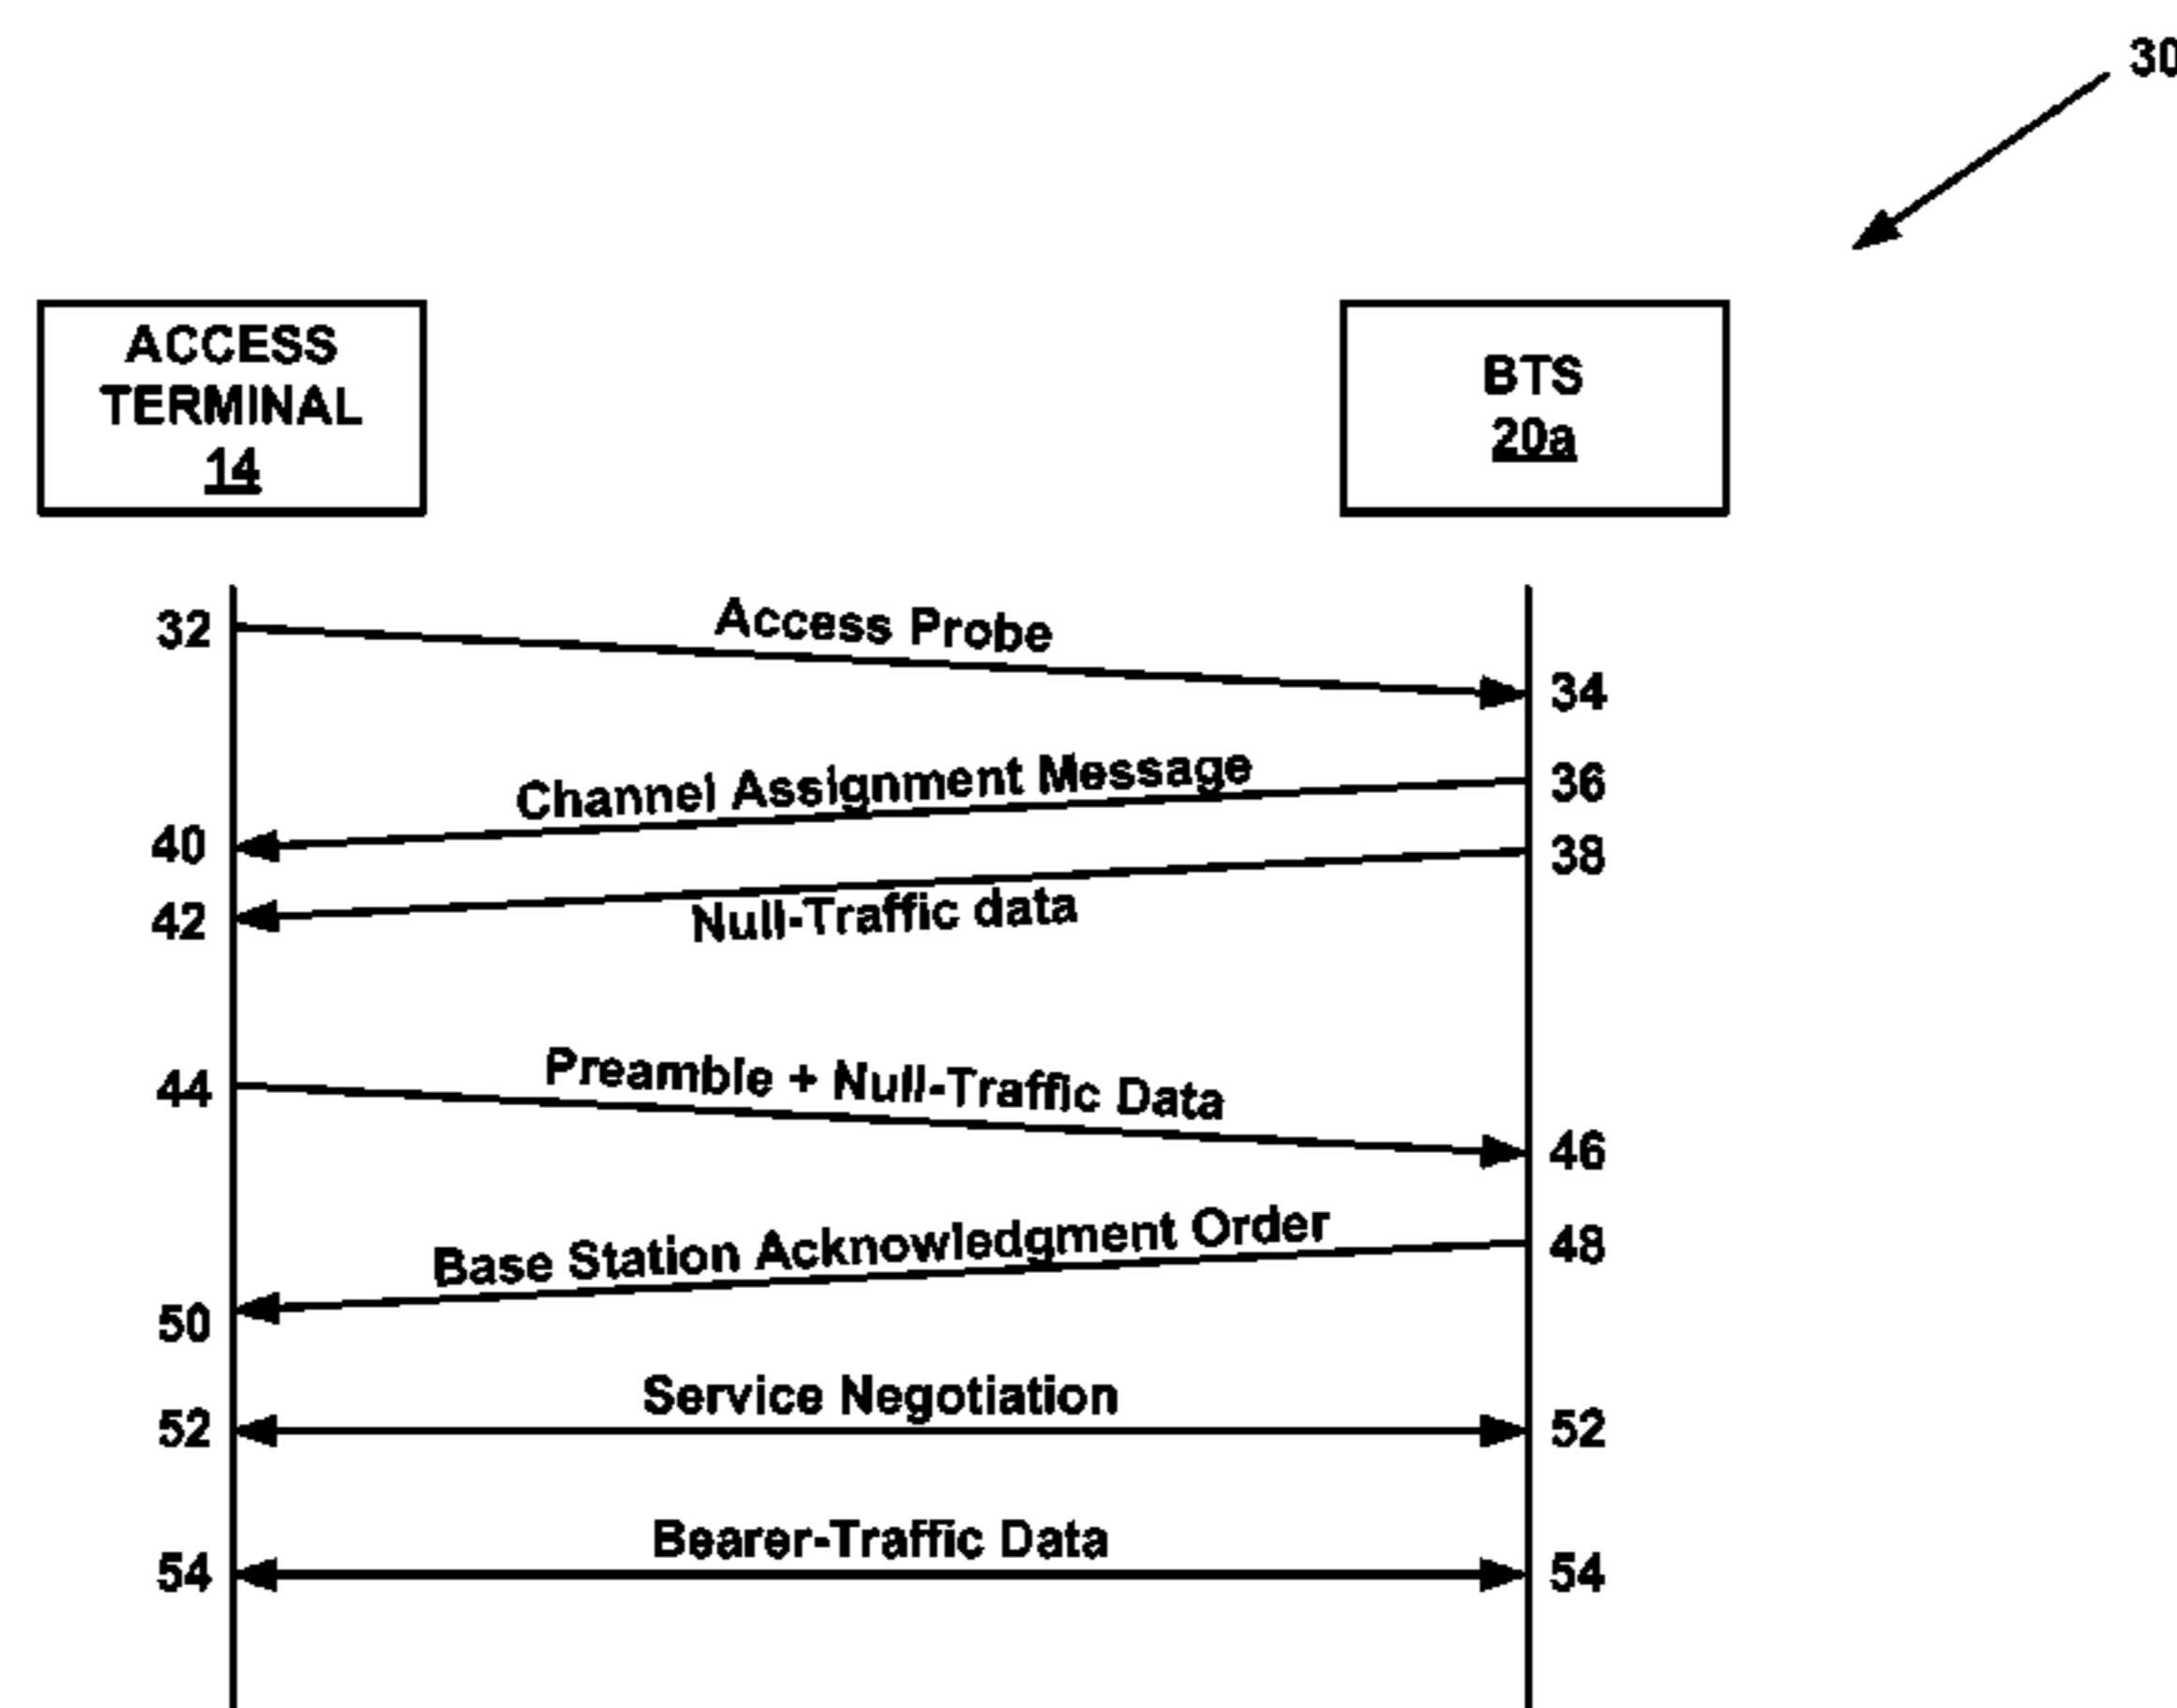 30
ACCESS
TERMINAL
14
BTS
20a
32
Access Probe
34
Channel Assignment Message
36
40
38
42
Null-Traffic data
44
Preamble + Null-Traffic Data
46
Base Station Acknowledgment Order
48
50
Service Negotiation
52
52
Bearer-Traffic Data
54
54